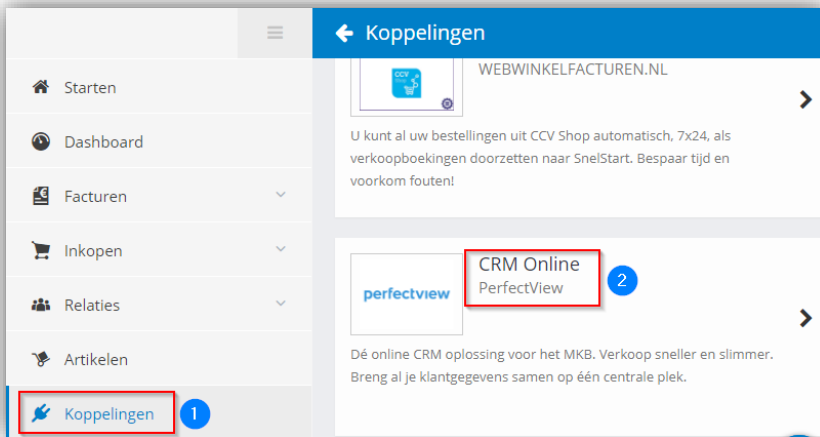 Koppelingen
Starten
Dashboard
Facturen
Inkopen
Relaties
Artikelen
Koppelingen
1
CCV
WEBWINKELFACTUREN.NL
U kunt al uw bestellingen uit CCV Shop automatisch, 7x24, als
verkoopboekingen doorzetten naar SnelStart. Bespaar tijd en
voorkom fouten!
perfectview
CRM Online
PerfectView
2
Dé online CRM oplossing voor het MKB. Verkoop sneller en slimmer.
Breng al je klantgegevens samen op één centrale plek.